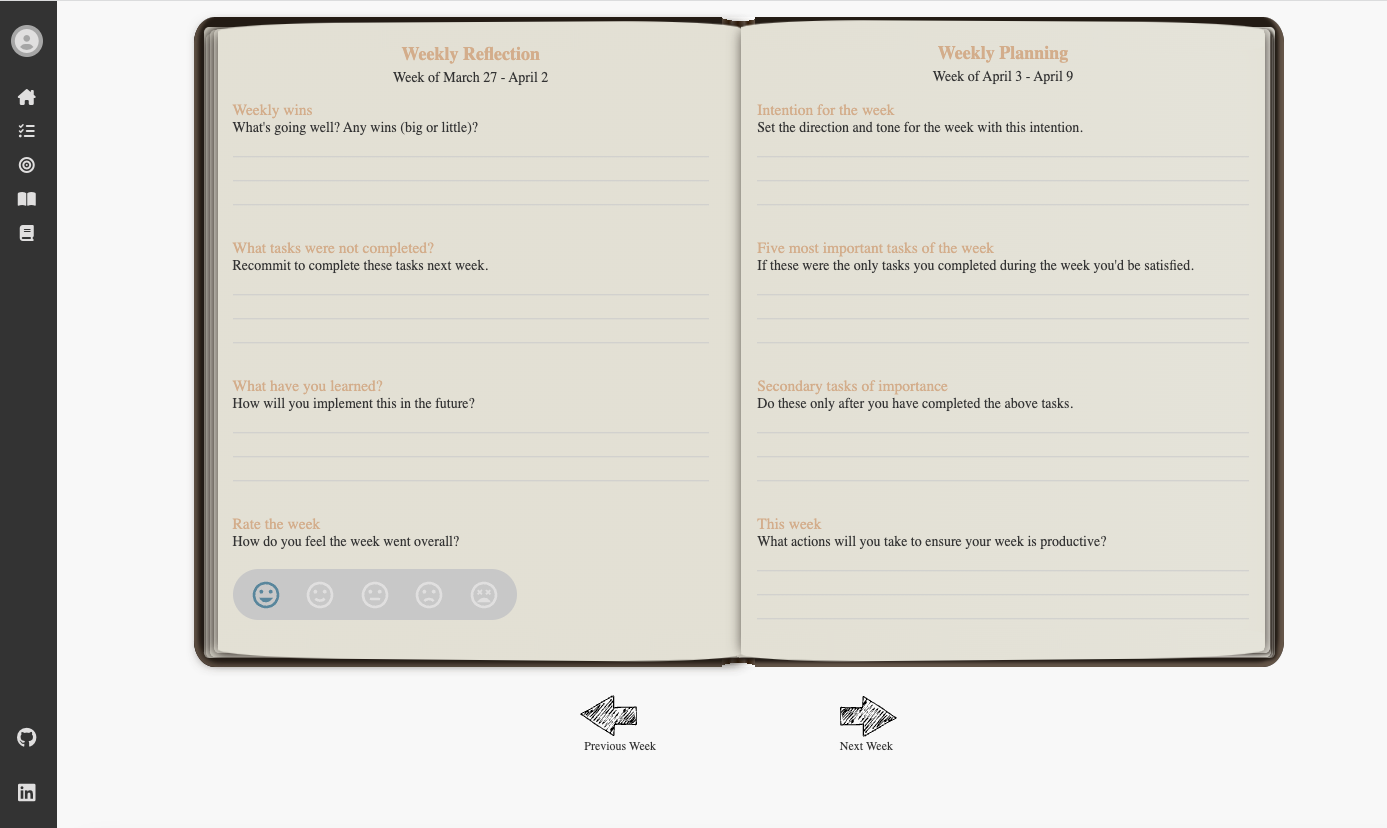 Weekly Reflection
Week of March 27 - April 2
Weekly wins
What's going well? Any wins (big or little)?
What tasks were not completed?
Recommit to complete these tasks next week.
What have you learned?
How will you implement this in the future?
Rate the week
How do you feel the week went overall?
Weekly Planning
Week of April 3 - April 9
Intention for the week
Set the direction and tone for the week with this intention.
Five most important tasks of the week
If these were the only tasks you completed during the week you'd be satisfied.
Secondary tasks of importance
Do these only after you have completed the above tasks.
This week
What actions will you take to ensure your week is productive?
Previous Week
Next Week